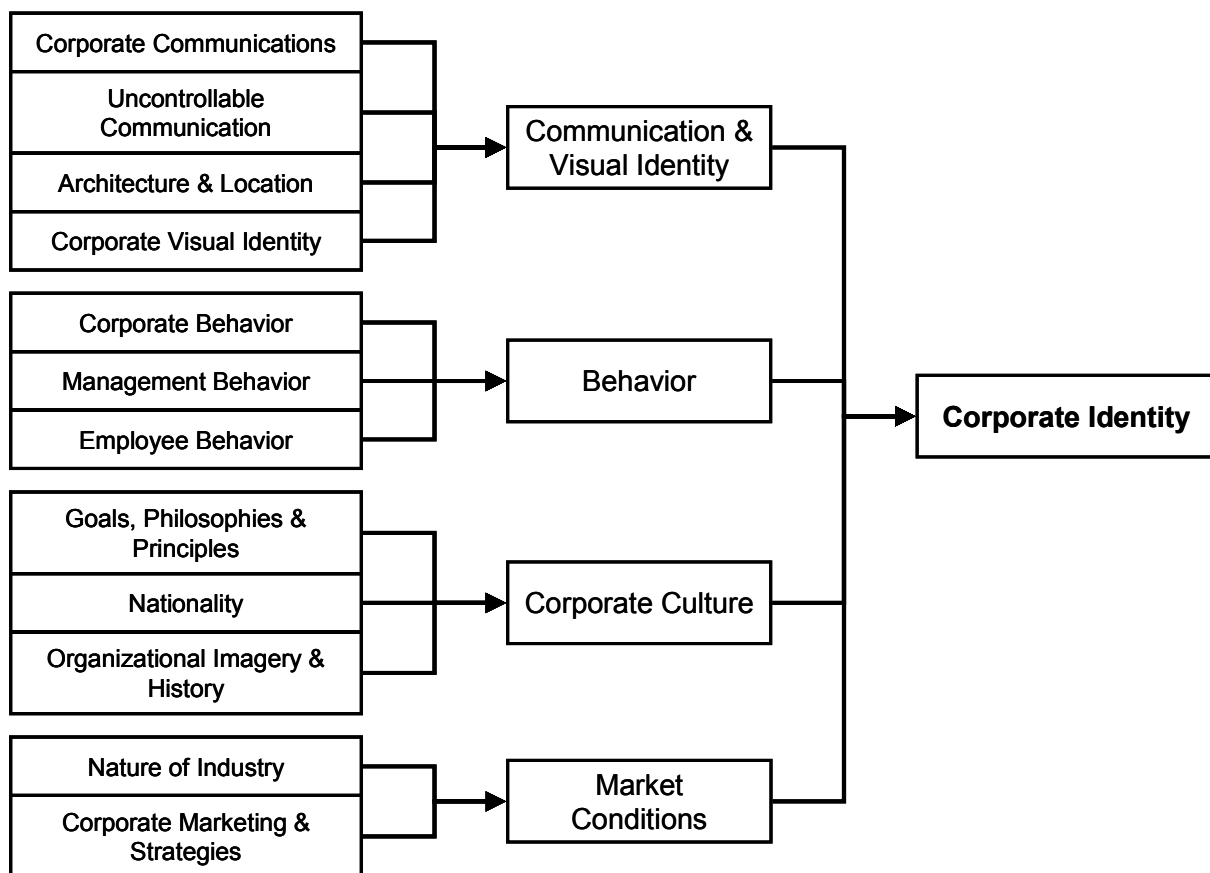 Corporate Communications
Uncontrollable
Communication
Architecture & Location
Corporate Visual Identity
Communication &
Visual Identity
Corporate Behavior
Management Behavior
Employee Behavior
Behavior
Goals, Philosophies &
Principles
Nationality
Organizational Imagery &
History
Corporate Culture
Nature of Industry
Corporate Marketing &
Strategies
Market
Conditions
Corporate Identity